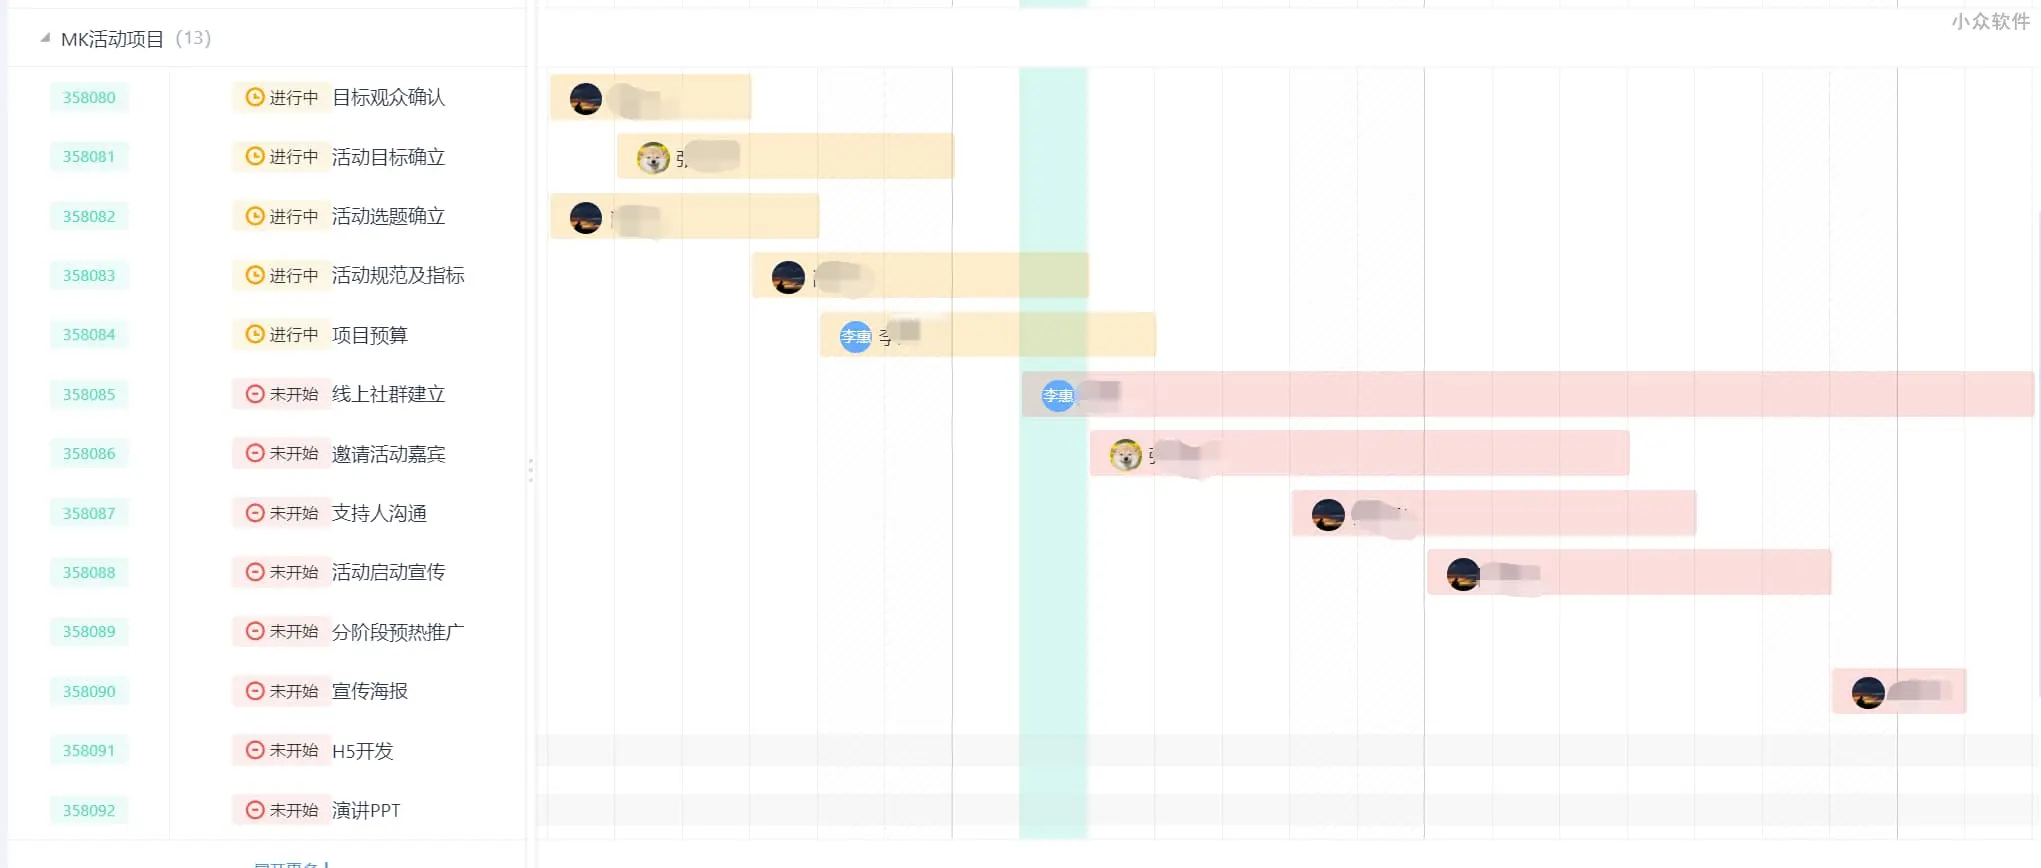 小众软件
MK活动项目 (13)
358080 进行中 目标观众确认
358081 进行中 活动目标确立
358082 进行中 活动选题确立
358083 进行中 活动规范及指标
358084 进行中 项目预算 李惠 李
358085 未开始 线上社群建立 李惠
358086 未开始 邀请活动嘉宾
358087 未开始 支持人沟通
358088 未开始 活动启动宣传
358089 未开始 分阶段预热推广
358090 未开始 宣传海报
358091 未开始 H5开发
358092 未开始 演讲PPT